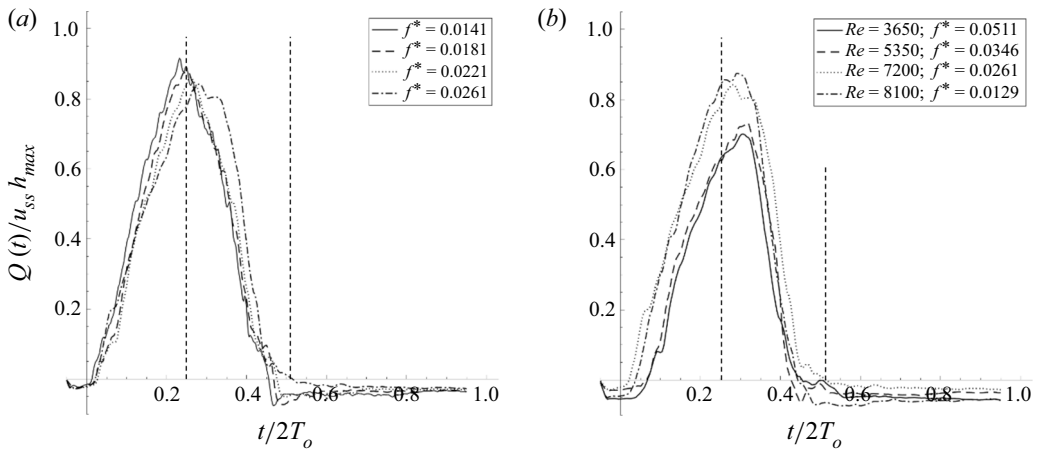 (a)
1.0
0.8
0.6
0.4
0.2
0.2
0.4
0.6
0.8
1.0
Q (t)/u_ss h_max
t/2T_o
f* = 0.0141
f* = 0.0181
f* = 0.0221
f* = 0.0261
(b)
1.0
0.8
0.6
0.4
0.2
0.2
0.4
0.6
0.8
1.0
t/2T_o
Re = 3650; f* = 0.0511
Re = 5350; f* = 0.0346
Re = 7200; f* = 0.0261
Re = 8100; f* = 0.0129